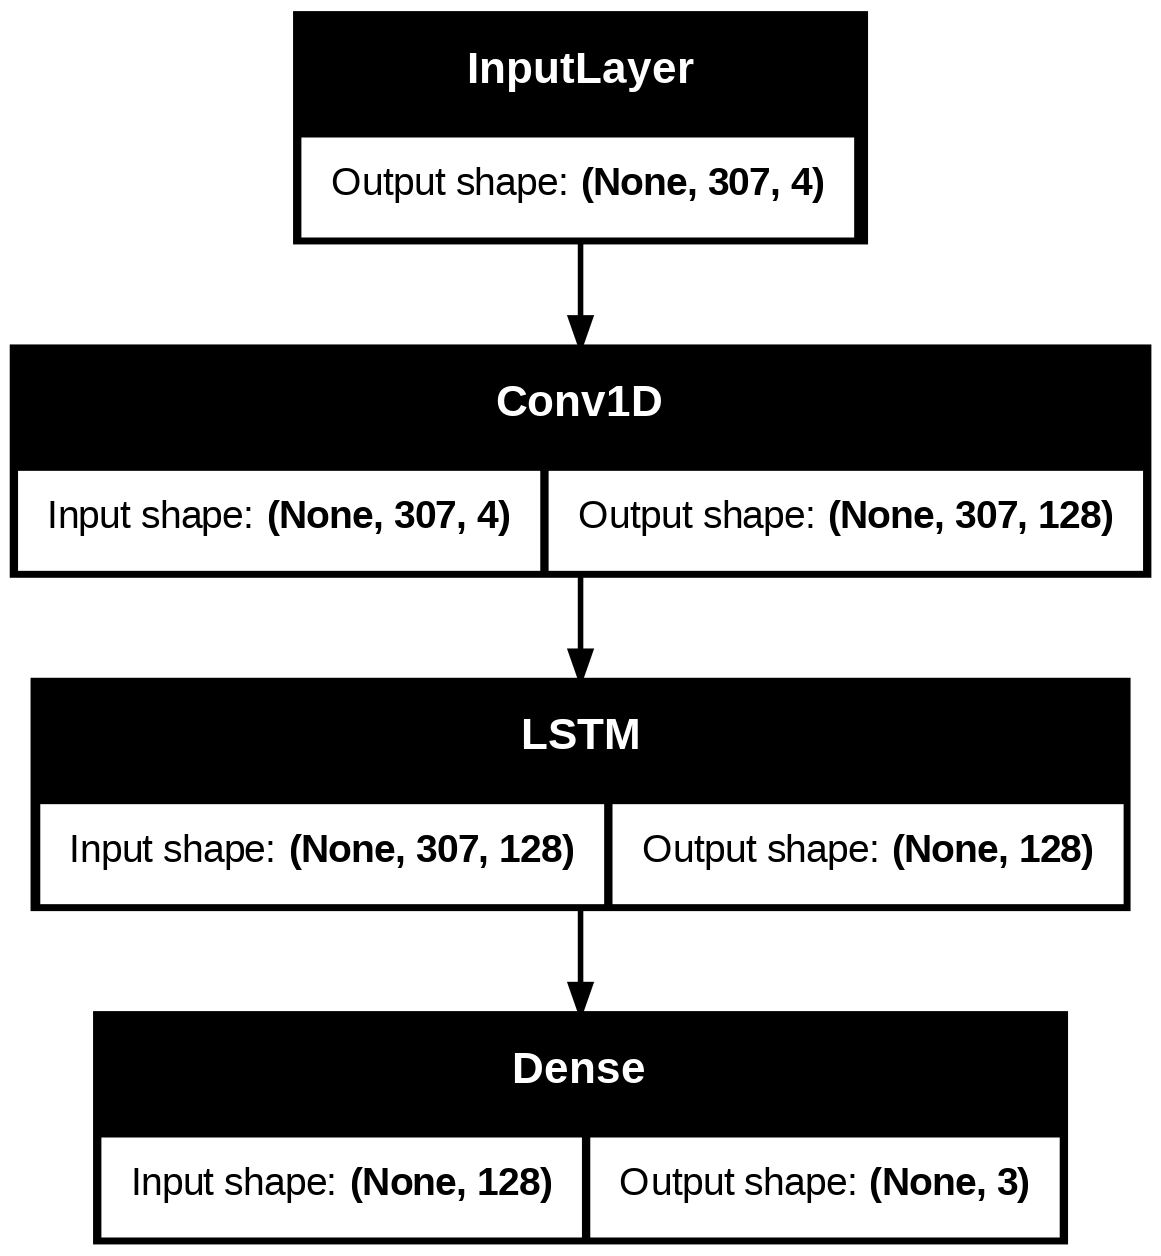 InputLayer
Output shape: (None, 307, 4)
Conv1D
Input shape: (None, 307, 4) Output shape: (None, 307, 128)
LSTM
Input shape: (None, 307, 128) Output shape: (None, 128)
Dense
Input shape: (None, 128) Output shape: (None, 3)